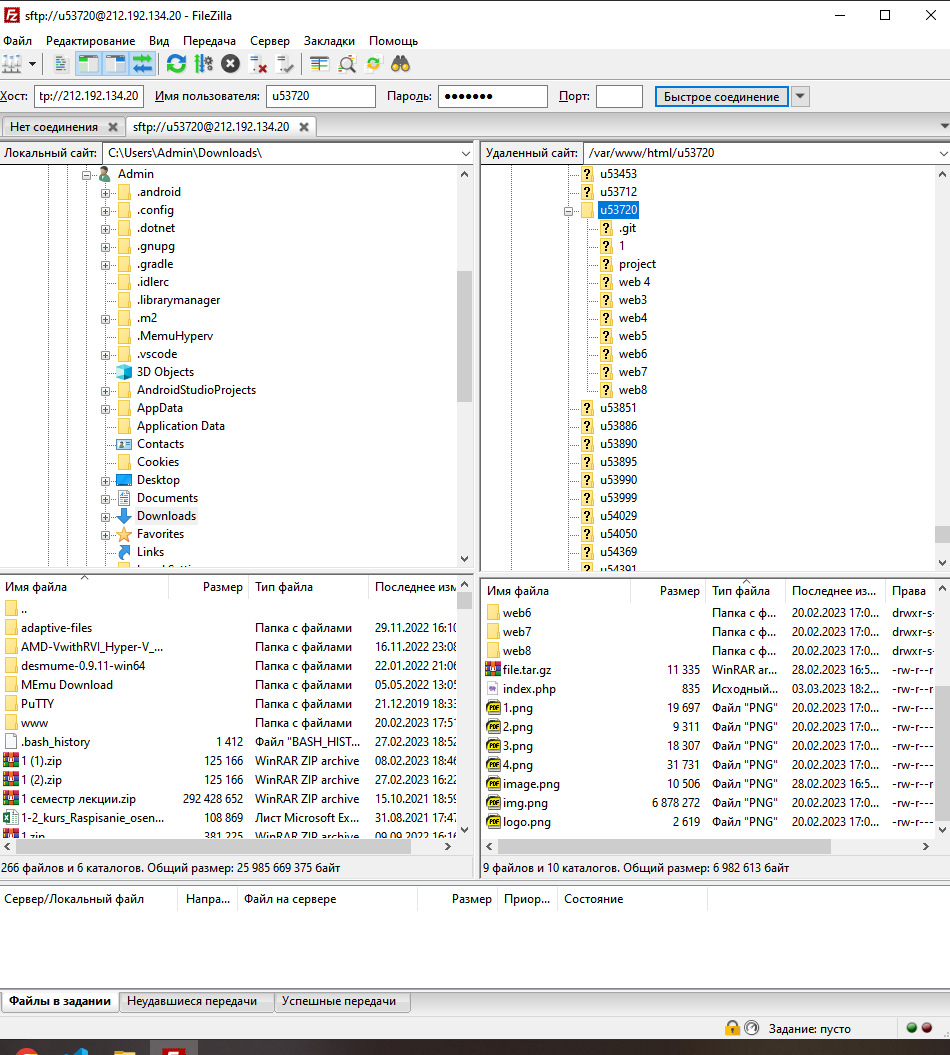 sftp://u53720@212.192.134.20 - FileZilla
Файл Редактирование Вид Передача Сервер Закладки Помощь
Хост: tp://212.192.134.20 Имя пользователя: u53720 Пароль: ●●●●●●● Порт: Быстрое соединение
Нет соединения sftp://u53720@212.192.134.20
Локальный сайт: C:\Users\Admin\Downloads\
Admin
.android
.config
.dotnet
.gnupg
.gradle
.idlerc
.librarymanager
.m2
.MemuHyperv
.vscode
3D Objects
AndroidStudioProjects
AppData
Application Data
Contacts
Cookies
Desktop
Documents
Downloads
Favorites
Links
Удаленный сайт: /var/www/html/u53720
u53453
u53712
u53720
.git
1
project
web 4
web3
web4
web5
web6
web7
web8
u53851
u53886
u53890
u53895
u53990
u53999
u54029
u54050
u54369
u54391
Имя файла Размер Тип файла Последнее изм
..
adaptive-files Папка с файлами 29.11.2022 16:10
AMD-VwithRVI_Hyper-V_... Папка с файлами 16.11.2022 23:08
desmume-0.9.11-win64 Папка с файлами 22.01.2022 21:06
MEmu Download Папка с файлами 05.05.2022 13:05
PuTTY Папка с файлами 21.12.2019 18:33
www Папка с файлами 20.02.2023 17:51
.bash_history 1 412 Файл "BASH_HIST... 27.02.2023 18:52
1 (1).zip 125 166 WinRAR ZIP archive 08.02.2023 18:46
1 (2).zip 125 166 WinRAR ZIP archive 27.02.2023 16:22
1 семестр лекции.zip 292 428 652 WinRAR ZIP archive 15.10.2021 18:59
1-2_kurs_Raspisanie_osen... 108 869 Лист Microsoft Ex... 31.08.2021 17:47
1.zip 381 225 WinRAR ZIP archive 09.09.2022 16:16
266 файлов и 6 каталогов. Общий размер: 25 985 669 375 байт
Имя файла Размер Тип файла Последнее из... Права
web6 Папка с ф... 20.02.2023 17:0... drwxr-s-
web7 Папка с ф... 20.02.2023 17:0... drwxr-s-
web8 Папка с ф... 20.02.2023 17:0... drwxr-s-
file.tar.gz 11 335 WinRAR ar... 28.02.2023 16:5... -rw-r--r
index.php 835 Исходный... 03.03.2023 18:2... -rw-r--r
1.png 19 697 Файл "PNG" 20.02.2023 17:0... -rw-r---
2.png 9 311 Файл "PNG" 20.02.2023 17:0... -rw-r---
3.png 18 307 Файл "PNG" 20.02.2023 17:0... -rw-r---
4.png 31 731 Файл "PNG" 20.02.2023 17:0... -rw-r---
image.png 10 506 Файл "PNG" 28.02.2023 16:5... -rw-r--r
img.png 6 878 272 Файл "PNG" 20.02.2023 17:0... -rw-r---
logo.png 2 619 Файл "PNG" 20.02.2023 17:0... -rw-r---
9 файлов и 10 каталогов. Общий размер: 6 982 613 байт
Сервер/Локальный файл Напра... Файл на сервере Размер Приор... Состояние
Файлы в задании Неудавшиеся передачи Успешные передачи
Задание: пусто